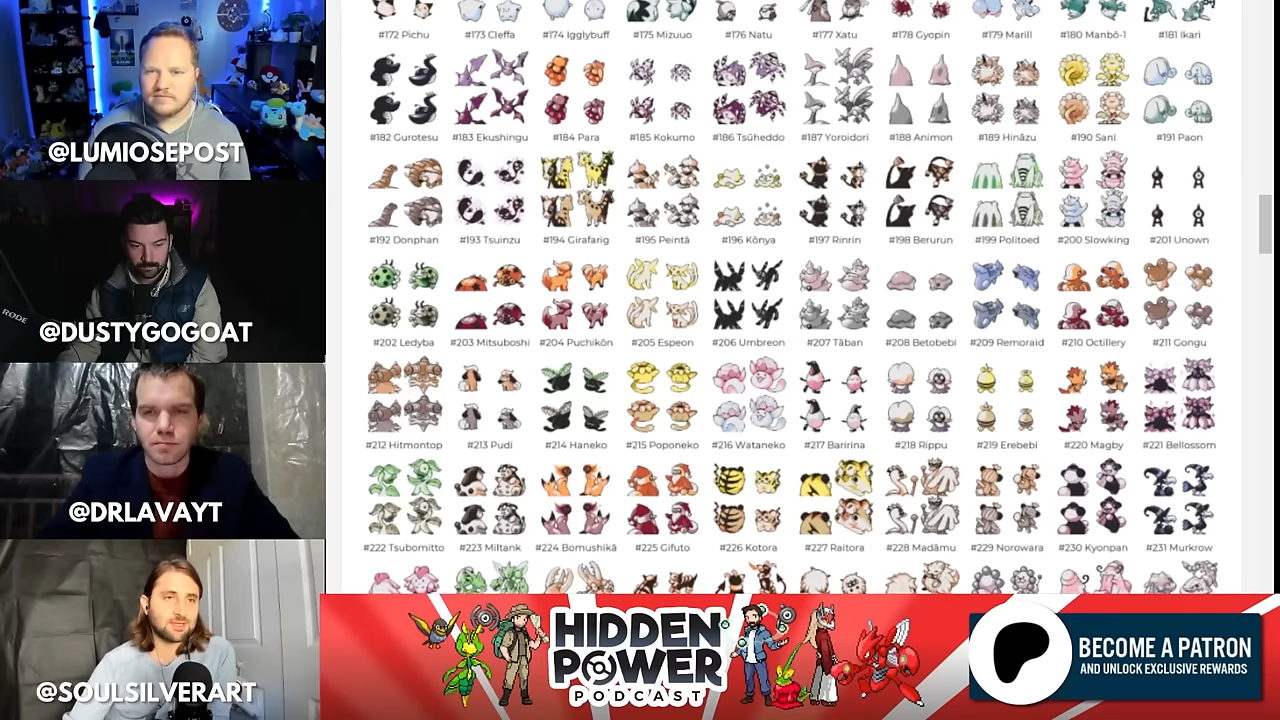 @LUMIOSEPOST
RØDE
@DUSTYGOGOAT
@DRLAVAYT
@SOULSILVERART
#172 Pichu #173 Cleffa #174 Igglybuff #175 Mizuuo #176 Natu #177 Xatu #178 Gyopin #179 Marill #180 Manbō-1 #181 Ikari
#182 Gurotesu #183 Ekushingu #184 Para #185 Kokumo #186 Tsūheddo #187 Yoroidori #188 Animon #189 Hināzu #190 Sanī #191 Paon
#192 Donphan #193 Tsuinzu #194 Girafarig #195 Peintā #196 Kōnya #197 Rinrin #198 Berurun #199 Politoed #200 Slowking #201 Unown
#202 Ledyba #203 Mitsuboshi #204 Puchikōn #205 Espeon #206 Umbreon #207 Tāban #208 Betobebī #209 Remoraid #210 Octillery #211 Gongu
#212 Hitmontop #213 Pudi #214 Haneko #215 Poponeko #216 Wataneko #217 Baririna #218 Rippu #219 Erebebī #220 Magby #221 Bellossom
#222 Tsubomitto #223 Miltank #224 Bomushikā #225 Gifuto #226 Kotora #227 Raitora #228 Madāmu #229 Norowara #230 Kyonpan #231 Murkrow
HIDDEN
POWER
PODCAST
BECOME A PATRON
AND UNLOCK EXCLUSIVE REWARDS